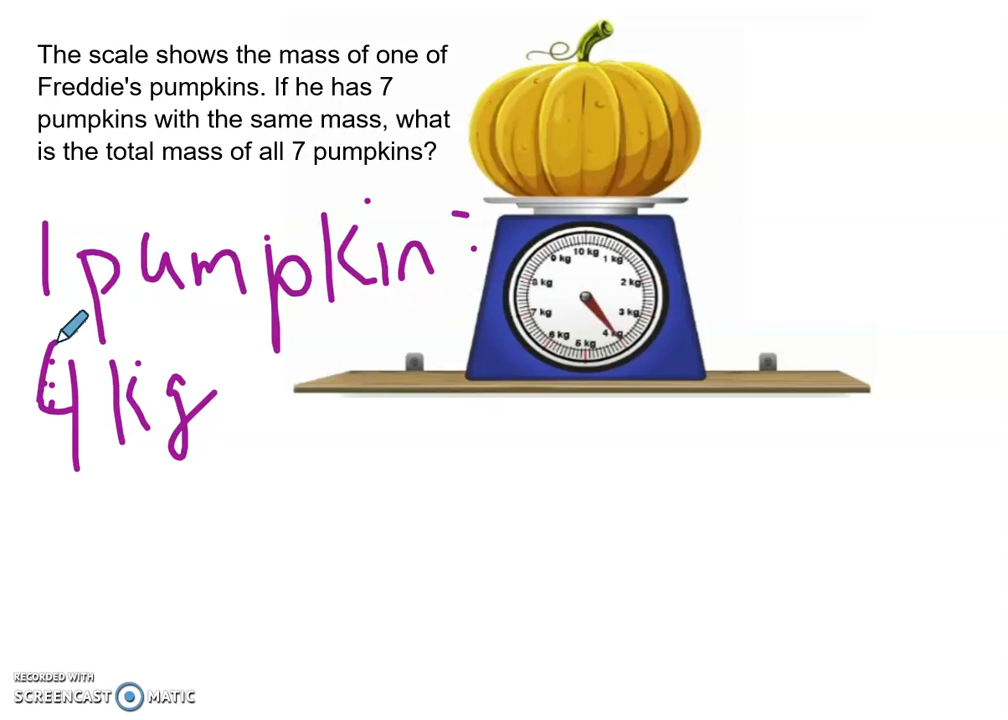 The scale shows the mass of one of
Freddie's pumpkins. If he has 7
pumpkins with the same mass, what
is the total mass of all 7 pumpkins?
1 pumpkin =
4 kg
10 kg
1 kg
2 kg
3 kg
4 kg
5 kg
6 kg
7 kg
8 kg
9 kg
RECORDED WITH
SCREENCAST MATIC